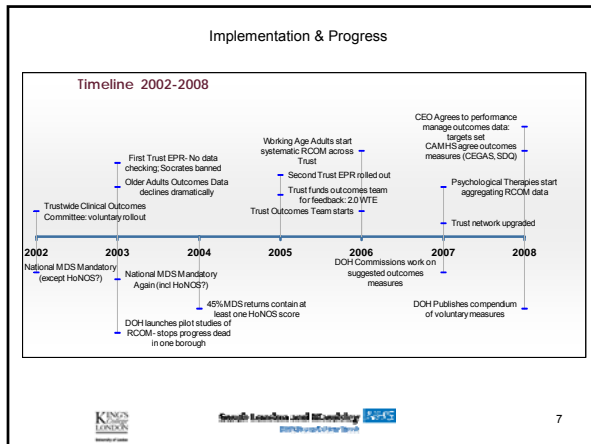 Implementation & Progress
Timeline 2002-2008
CEO Agrees to performance
manage outcomes data:
targets set
CAMHS agree outcomes
measures (CEGAS, SDQ)
Working Age Adults start
systematic RCOM across
Trust
First Trust EPR- No data
checking; Socrates banned
Second Trust EPR rolled out
Psychological Therapies start
aggregating RCOM data
Older Adults Outcomes Data
declines dramatically
Trust funds outcomes team
for feedback: 2.0 WTE
Trustwide Clinical Outcomes
Committee: voluntary rollout
Trust Outcomes Team starts
Trust network upgraded
2002 2003 2004 2005 2006 2007 2008
National MDS Mandatory
(except HoNOS?)
National MDS Mandatory
Again (incl HoNOS?)
DOH Commissions work on
suggested outcomes
measures
45% MDS returns contain at
least one HoNOS score
DOH Publishes compendium
of voluntary measures
DOH launches pilot studies of
RCOM- stops progress dead
in one borough
KING'S
College
LONDON
University of London
South London and Maudsley NHS
7